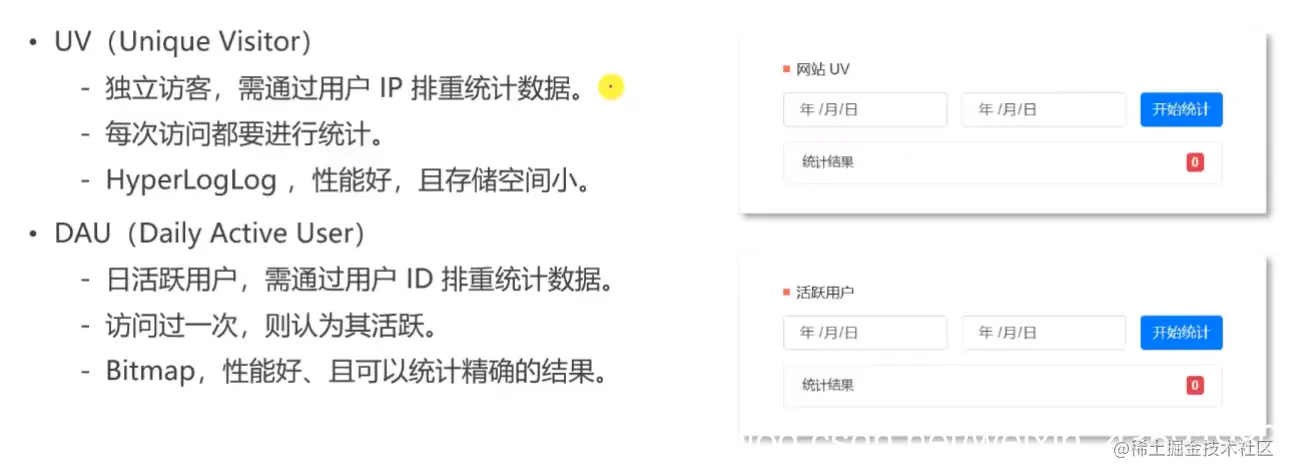 • UV（Unique Visitor）
- 独立访客，需通过用户 IP 排重统计数据。
- 每次访问都要进行统计。
- HyperLogLog ，性能好，且存储空间小。
• DAU（Daily Active User）
- 日活跃用户，需通过用户 ID 排重统计数据。
- 访问过一次，则认为其活跃。
- Bitmap，性能好、且可以统计精确的结果。
网站 UV
年 /月/日 年 /月/日 开始统计
统计结果 0
活跃用户
年 /月/日 年 /月/日 开始统计
统计结果 0
@稀土掘金技术社区